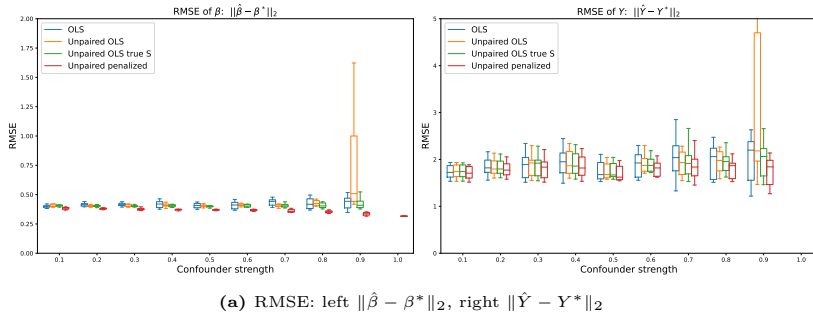 RMSE of β: ||β̂ − β*||₂
2.00
1.75
1.50
1.25
1.00
0.75
0.50
0.25
0.00
RMSE
OLS
Unpaired OLS
Unpaired OLS true S
Unpaired penalized
0.1 0.2 0.3 0.4 0.5 0.6 0.7 0.8 0.9 1.0
Confounder strength
RMSE of Y: ||Ŷ − Y*||₂
5
4
3
2
1
0
RMSE
OLS
Unpaired OLS
Unpaired OLS true S
Unpaired penalized
0.1 0.2 0.3 0.4 0.5 0.6 0.7 0.8 0.9 1.0
Confounder strength
(a) RMSE: left ‖β̂ − β*‖₂, right ‖Ŷ − Y*‖₂